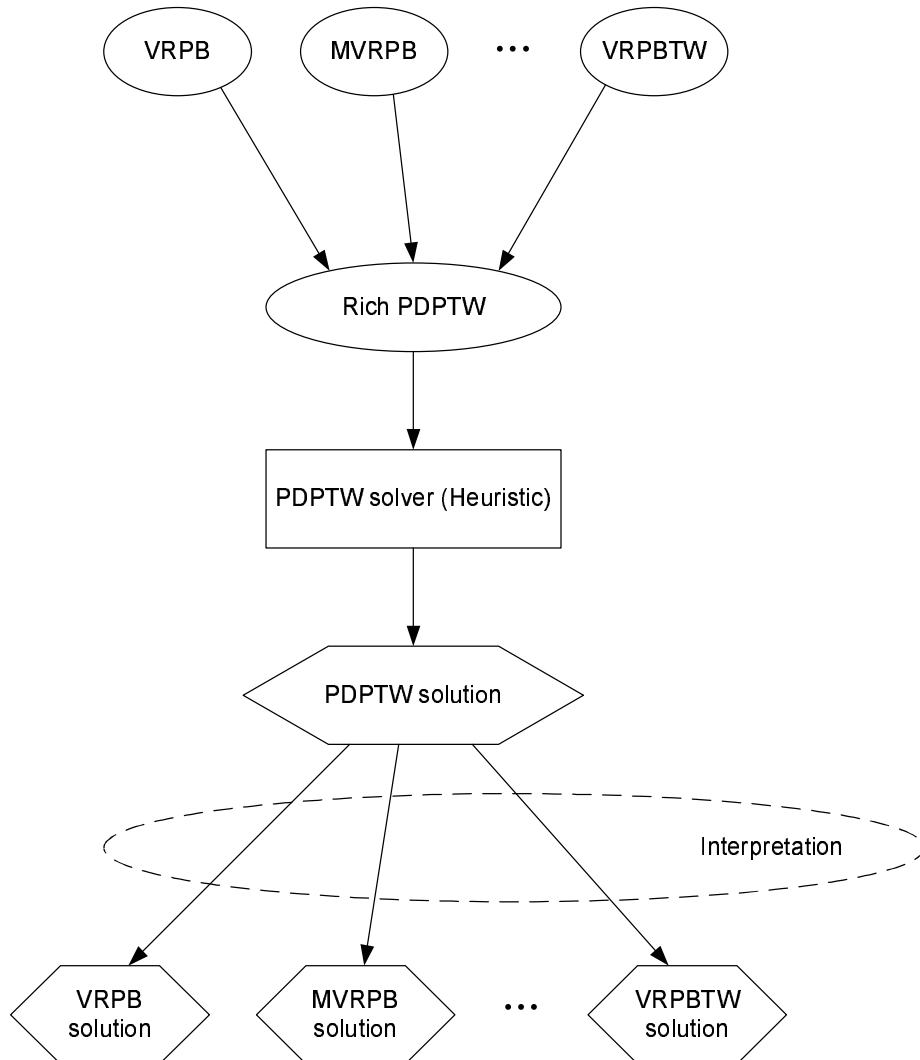 VRPB
MVRPB
...
VRPBTW
Rich PDPTW
PDPTW solver (Heuristic)
PDPTW solution
Interpretation
VRPB
solution
MVRPB
solution
...
VRPBTW
solution